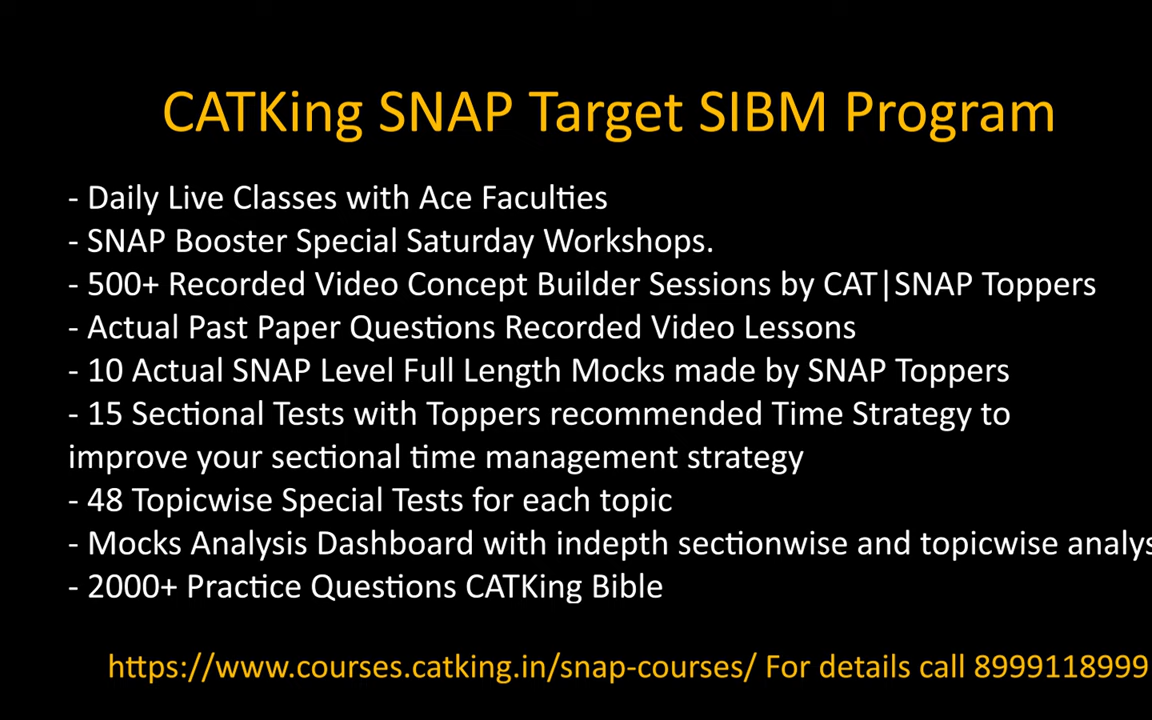 CATKing SNAP Target SIBM Program
- Daily Live Classes with Ace Faculties
- SNAP Booster Special Saturday Workshops.
- 500+ Recorded Video Concept Builder Sessions by CAT|SNAP Toppers
- Actual Past Paper Questions Recorded Video Lessons
- 10 Actual SNAP Level Full Length Mocks made by SNAP Toppers
- 15 Sectional Tests with Toppers recommended Time Strategy to
improve your sectional time management strategy
- 48 Topicwise Special Tests for each topic
- Mocks Analysis Dashboard with indepth sectionwise and topicwise
- 2000+ Practice Questions CATKing Bible
https://www.courses.catking.in/snap-courses/ For details call 8999118999